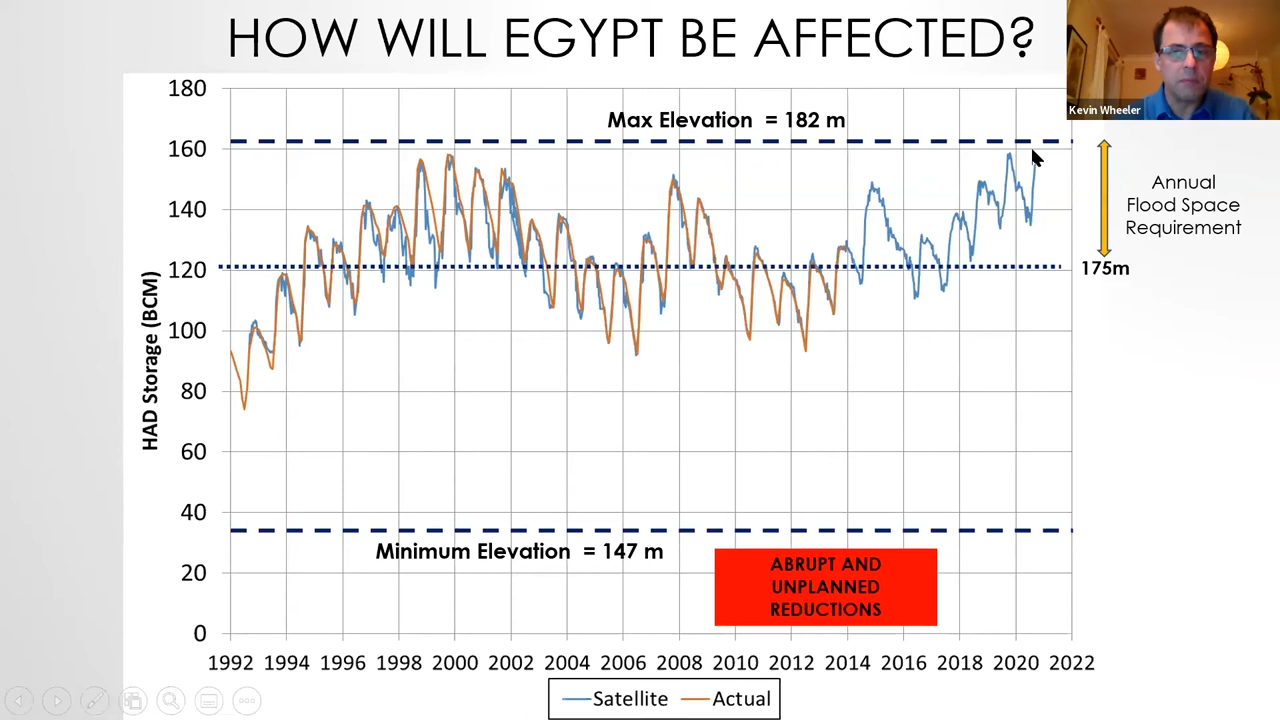 HOW WILL EGYPT BE AFFECTED?
Kevin Wheeler
180
160
140
120
100
80
60
40
20
0
HAD Storage (BCM)
Max Elevation = 182 m
Annual
Flood Space
Requirement
175m
Minimum Elevation = 147 m
ABRUPT AND
UNPLANNED
REDUCTIONS
1992 1994 1996 1998 2000 2002 2004 2006 2008 2010 2012 2014 2016 2018 2020 2022
Satellite Actual